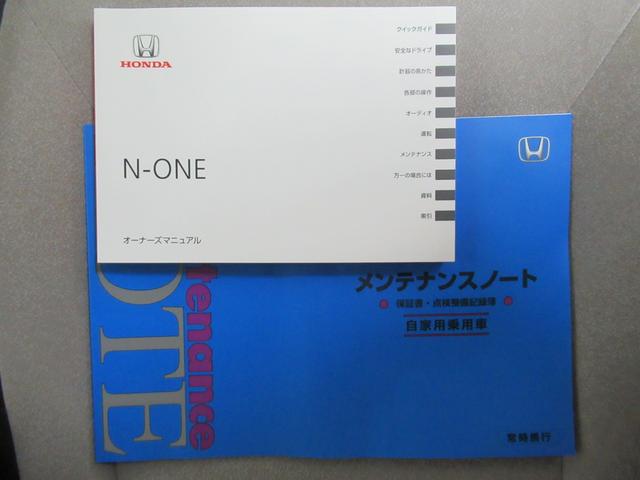 HONDA
N-ONE
オーナーズマニュアル
クイックガイド
安全なドライブ
計器の見かた
各部の操作
オーディオ
運転
メンテナンス
万一の場合には
資料
索引
メンテナンスノート
保証書・点検整備記録簿
自家用乗用車
常時携行
tenance
OTE